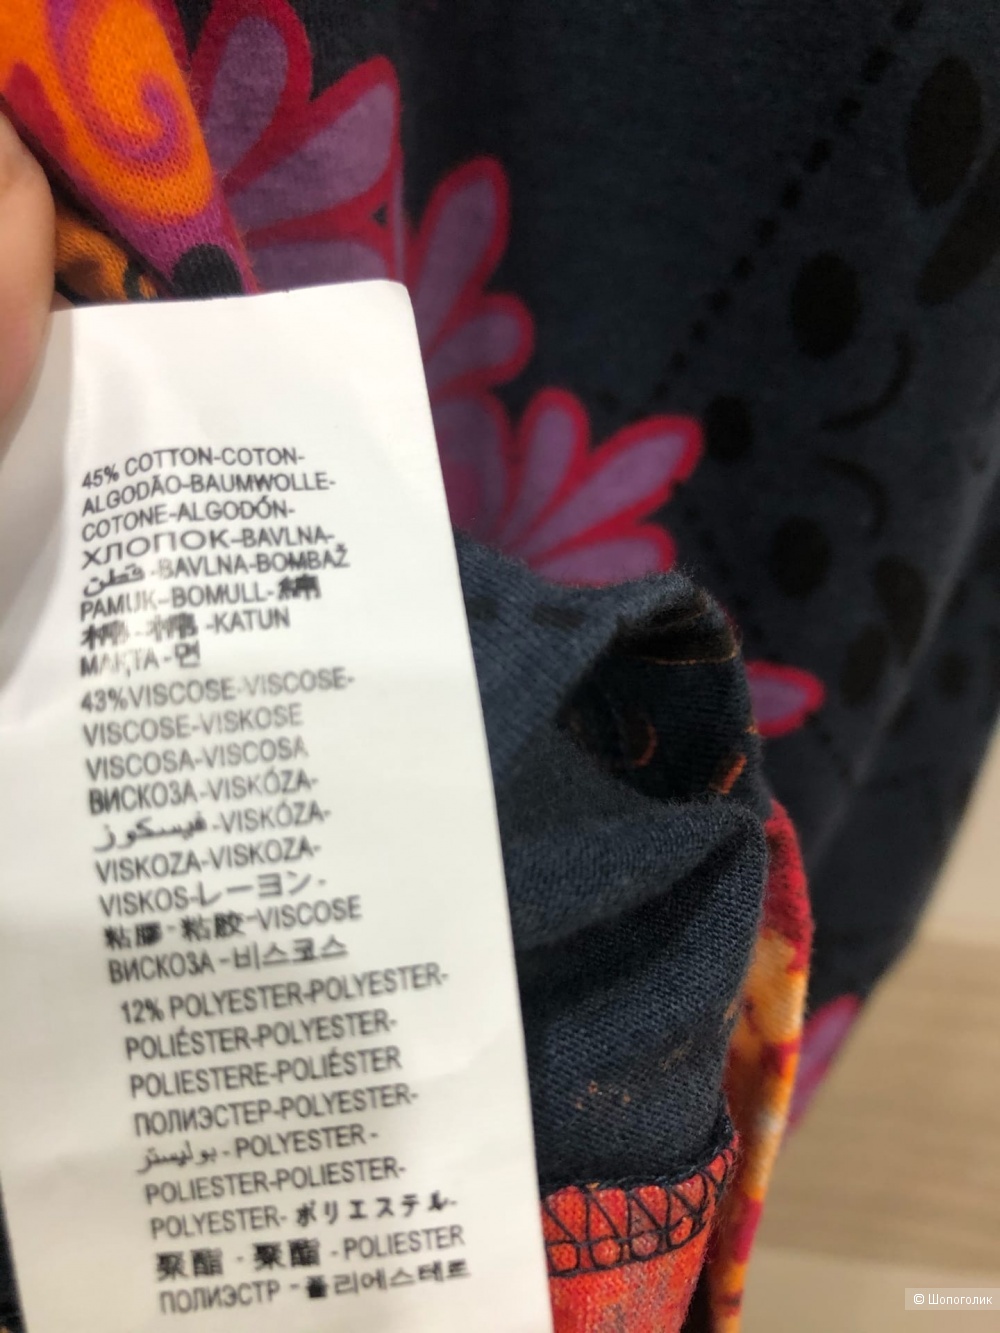 45% COTTON-COTON-
ALGODÃO-BAUMWOLLE-
COTONE-ALGODÓN-
ХЛОПОК-BAVLNA-
قطن-BAVLNA-BOMBAŽ
PAMUK-BOMULL-綿
棉-棉-KATUN
МАҚТА-면
43%VISCOSE-VISCOSE-
VISCOSE-VISKOSE
VISCOSA-VISCOSA
ВИСКОЗА-VISKÓZA-
فيسكوز-VISKÓZA-
VISKOZA-VISKOZA-
VISKOS-レーヨン-
粘膠-粘胶-VISCOSE
ВИСКОЗА-비스코스
12% POLYESTER-POLYESTER-
POLIÉSTER-POLYESTER-
POLIESTERE-POLIÉSTER
ПОЛИЭСТЕР-POLYESTER-
بوليستر-POLYESTER-
POLIESTER-POLIESTER-
POLYESTER-ポリエステル-
聚酯-聚酯-POLIESTER
ПОЛИЭСТР-폴리에스테르
© Шопоголик